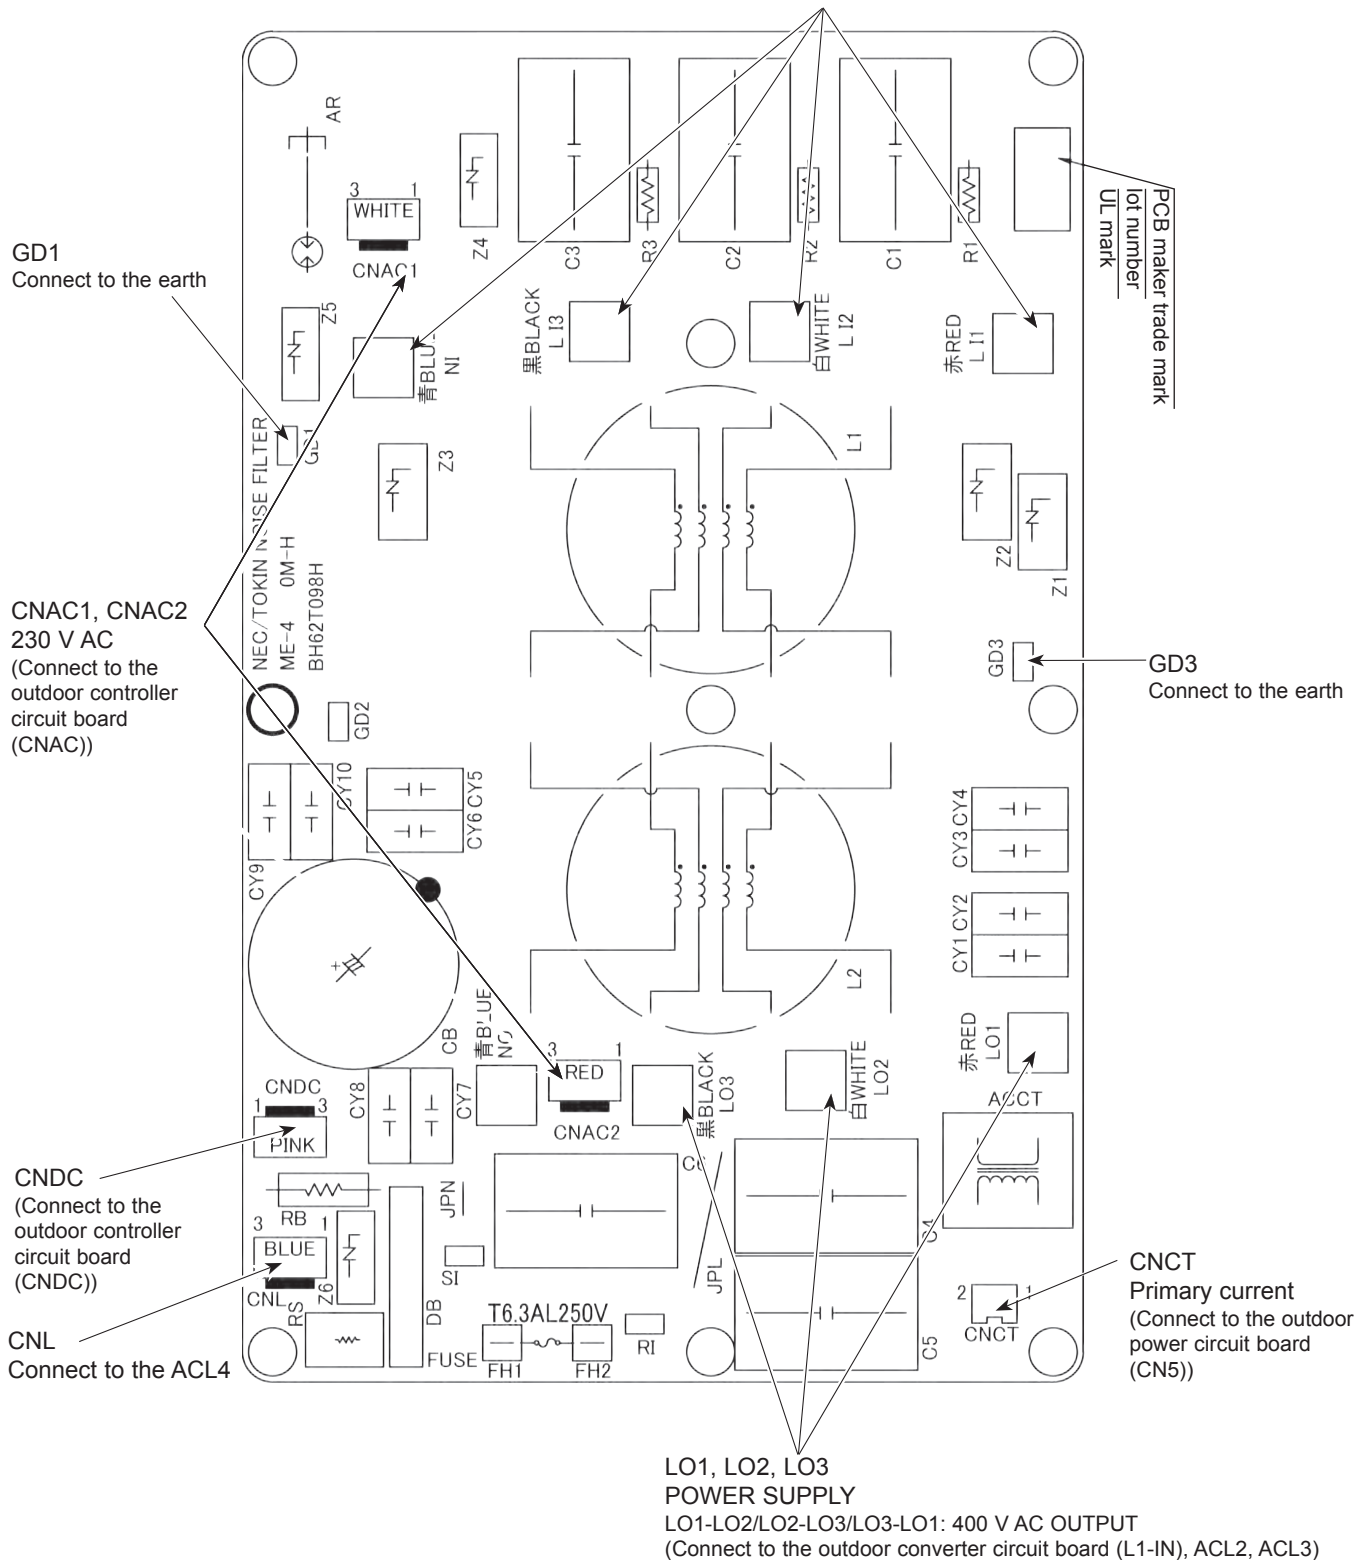 AR
3 1
WHITE
CNAC1
Z4
C3
R3
C2
R2
C1
R1
PCB maker trade mark
lot number
UL mark
GD1
Connect to the earth
Z5
NI
黒BLACK
LI3
白WHITE
LI2
赤RED
LI1
GD1
Z3
L1
Z2
Z1
NEC/TOKIN NOISE FILTER
ME-4 0M-H
BH62T098H
CNAC1, CNAC2
230 V AC
(Connect to the
outdoor controller
circuit board
(CNAC))
GD3
GD3
Connect to the earth
GD2
CY10
CY9
CY6 CY5
CY3 CY4
CY1 CY2
L2
CB
青BLUE
NO
3 1
RED
CNAC2
黒BLACK
LO3
白WHITE
LO2
赤RED
LO1
ACCT
CNDC
1 3
PINK
CY8
CY7
CNDC
(Connect to the
outdoor controller
circuit board
(CNDC))
RB
3 1
BLUE
CNL
RS
Z6
DB
JPN
SI
C6
JPL
C4
C5
CNL
Connect to the ACL4
T6.3AL250V
FUSE
FH1 FH2
RI
2 1
CNCT
CNCT
Primary current
(Connect to the outdoor
power circuit board
(CN5))
LO1, LO2, LO3
POWER SUPPLY
LO1-LO2/LO2-LO3/LO3-LO1: 400 V AC OUTPUT
(Connect to the outdoor converter circuit board (L1-IN), ACL2, ACL3)